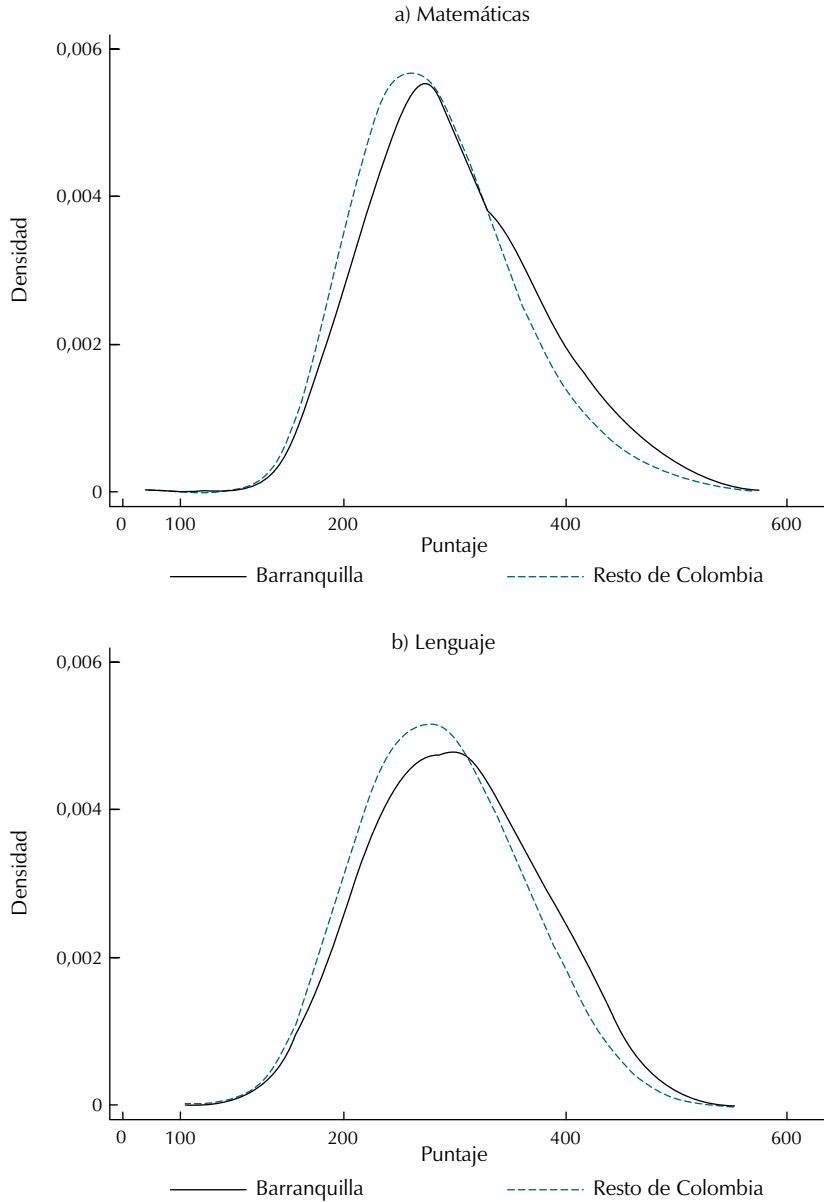 a) Matemáticas
0,006
0,004
Densidad
0,002
0
0 100 200 400 600
Puntaje
Barranquilla Resto de Colombia
b) Lenguaje
0,006
0,004
Densidad
0,002
0
0 100 200 400 600
Puntaje
Barranquilla Resto de Colombia